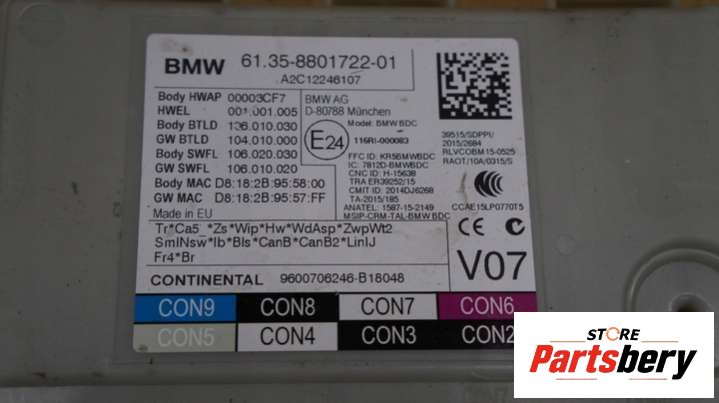 BMW 61.35-8801722-01
A2C12246107
Body HWAP 00003CF7
HWEL 001.001.005
Body BTLD 136.010.030
GW BTLD 104.010.000
Body SWFL 106.020.030
GW SWFL 106.010.020
Body MAC D8:18:2B:95:58:00
GW MAC D8:18:2B:95:57:FF
Made in EU
BMW AG
D-80788 München
Model: BMW BDC
E24
116RI-000083
FFC ID: KR5BMWBDC
IC: 7812D-BMWBDC
CNC ID: H-15638
TRA ER39252/15
CMIT ID: 2014DJ6268
TA-2015/185
ANATEL: 1587-15-2149
MSIP-CRM-TAL-BMW BDC
39515/SDPPI/
2015/2684
RLVCOBM15-0525
RAOT/10A/0315/S
CCAE15LP0770T5
CE
Tr*Ca5_*Zs*Wip*Hw*WdAsp*ZwpWt2
SmlNsw*Ib*Bls*CanB*CanB2*LinIJ
Fr4*Br
V07
CONTINENTAL 9600706246-B18048
CON9 CON8 CON7 CON6
CON5 CON4 CON3 CON2
STORE
Partsbery